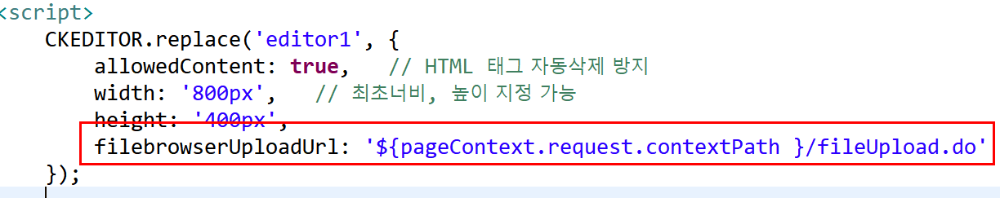 <script>
CKEDITOR.replace('editor1', {
allowedContent: true,   // HTML 태그 자동삭제 방지
width: '800px',   // 최초너비, 높이 지정 가능
height: '400px',
filebrowserUploadUrl: '${pageContext.request.contextPath }/fileUpload.do'
});